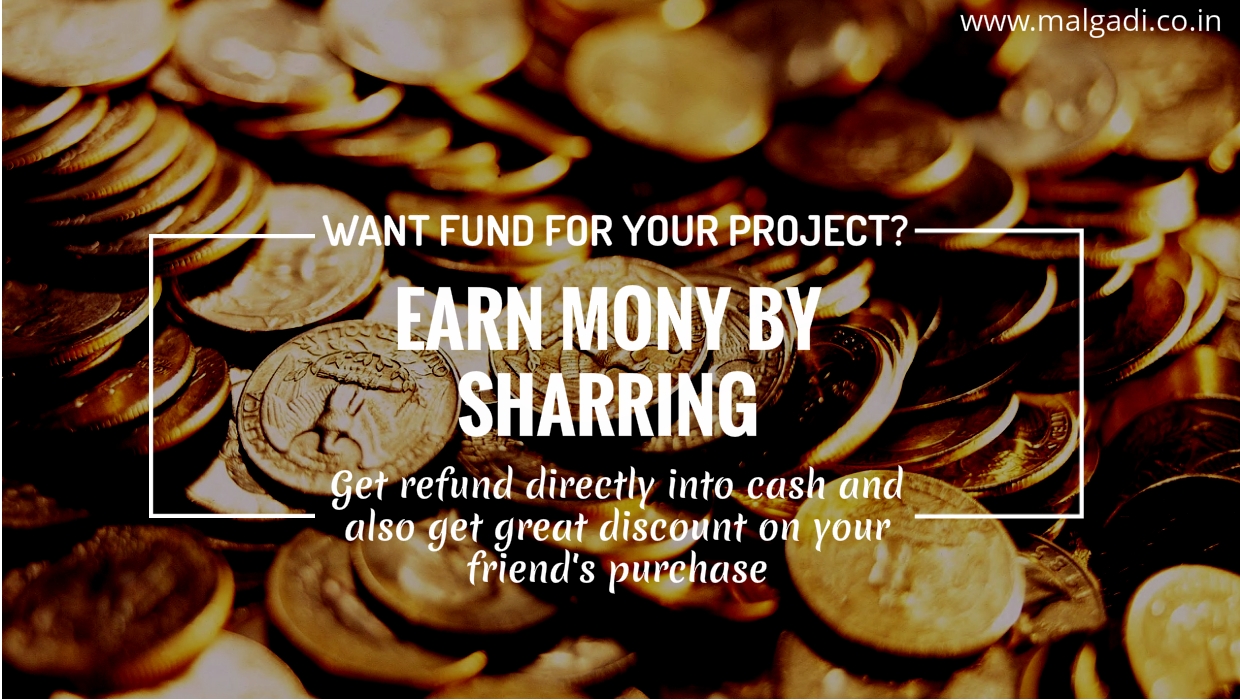 www.malgadi.co.in
WANT FUND FOR YOUR PROJECT?
EARN MONY BY
SHARRING
Get refund directly into cash and
also get great discount on your
friend's purchase